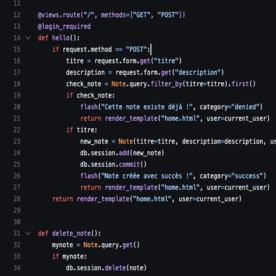 11
12 @views.route("/", methods=["GET", "POST"])
13 @login_required
14 def hello():
15 if request.method == "POST":
16 titre = request.form.get("titre")
17 description = request.form.get("description")
18 check_note = Note.query.filter_by(titre=titre).first()
19 if check_note:
20 flash("Cette note existe déjà !", category="denied")
21 return render_template("home.html", user=current_user)
22 if titre:
23 new_note = Note(titre=titre, description=description, us
24 db.session.add(new_note)
25 db.session.commit()
26 flash("Note créée avec succès !", category="success")
27 return render_template("home.html", user=current_user)
28 return render_template("home.html", user=current_user)
29
30
31 def delete_note():
32 mynote = Note.query.get()
33 if mynote:
34 db.session.delete(note)